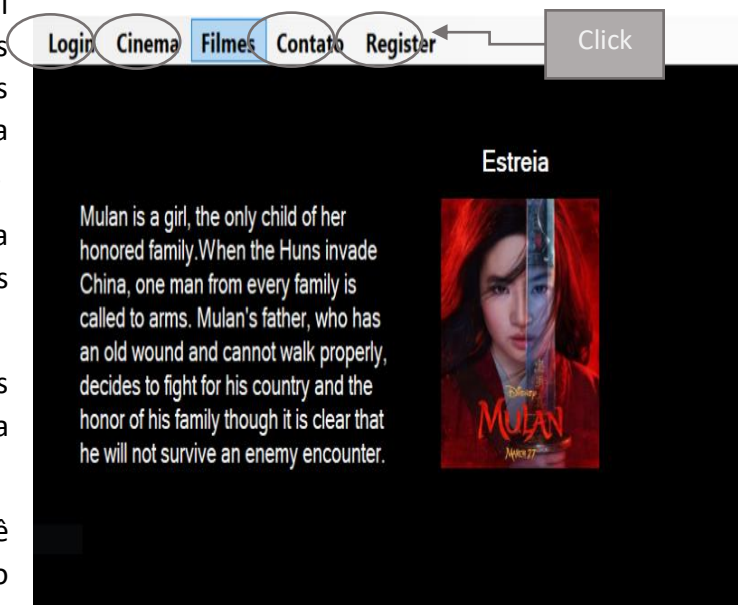 Login Cinema Filmes Contato Register
Click
Estreia
Mulan is a girl, the only child of her
honored family.When the Huns invade
China, one man from every family is
called to arms. Mulan's father, who has
an old wound and cannot walk properly,
decides to fight for his country and the
honor of his family though it is clear that
he will not survive an enemy encounter.
Disney
MULAN
MARCH 27